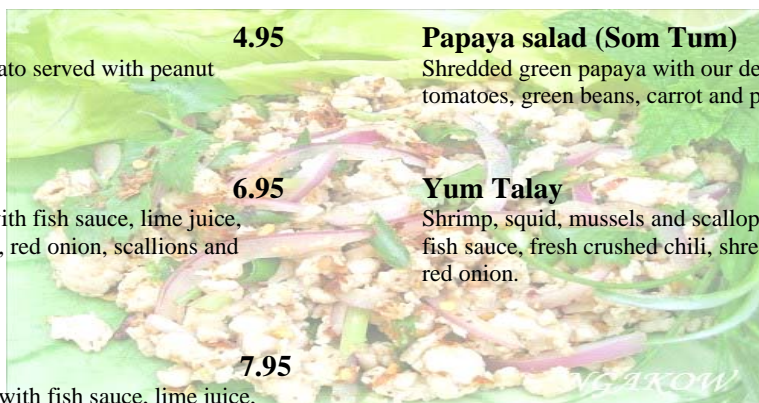 4.95
ato served with peanut
6.95
with fish sauce, lime juice,
, red onion, scallions and
7.95
with fish sauce, lime juice,
Papaya salad (Som Tum)
Shredded green papaya with our de
tomatoes, green beans, carrot and p
Yum Talay
Shrimp, squid, mussels and scallop
fish sauce, fresh crushed chili, shre
red onion.
NGAKOW